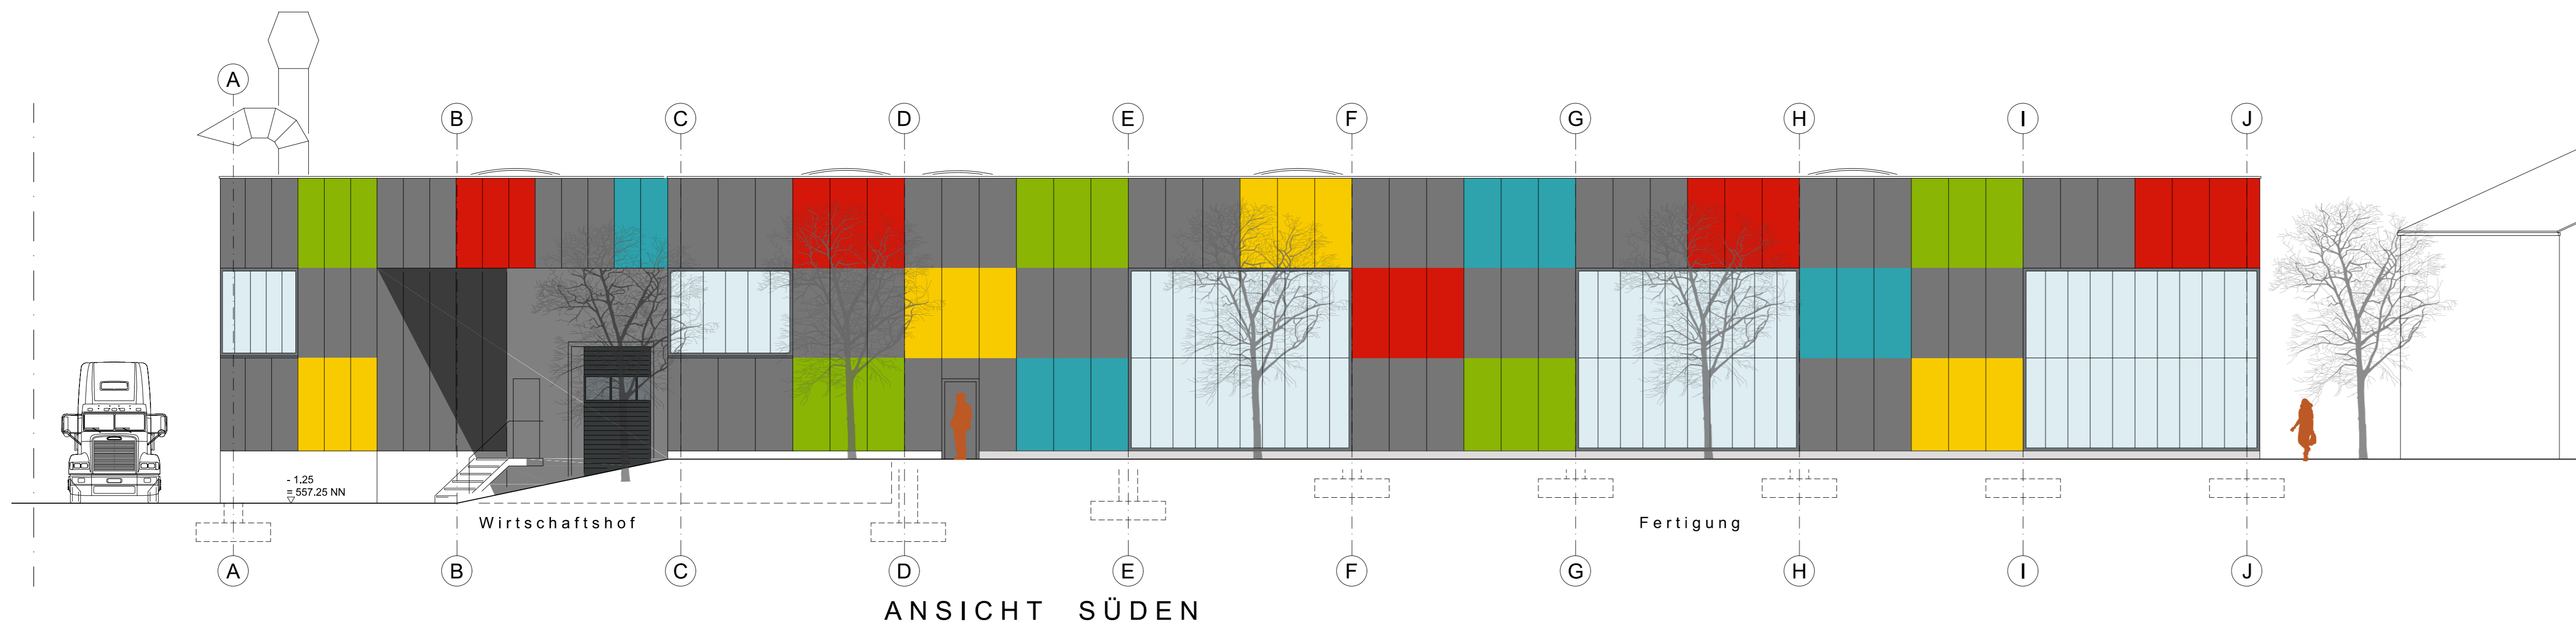 A B C D E F G H I J
- 1.25
= 557.25 NN
Wirtschaftshof
Fertigung
A B C D E F G H I J
ANSICHT SÜDEN